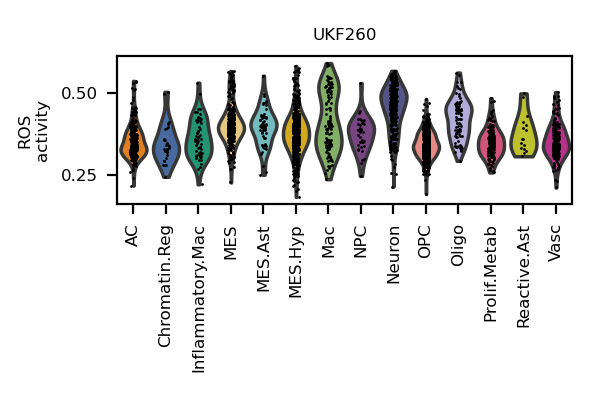 UKF260
ROS
activity
0.50
0.25
AC
Chromatin.Reg
Inflammatory.Mac
MES
MES.Ast
MES.Hyp
Mac
NPC
Neuron
OPC
Oligo
Prolif.Metab
Reactive.Ast
Vasc